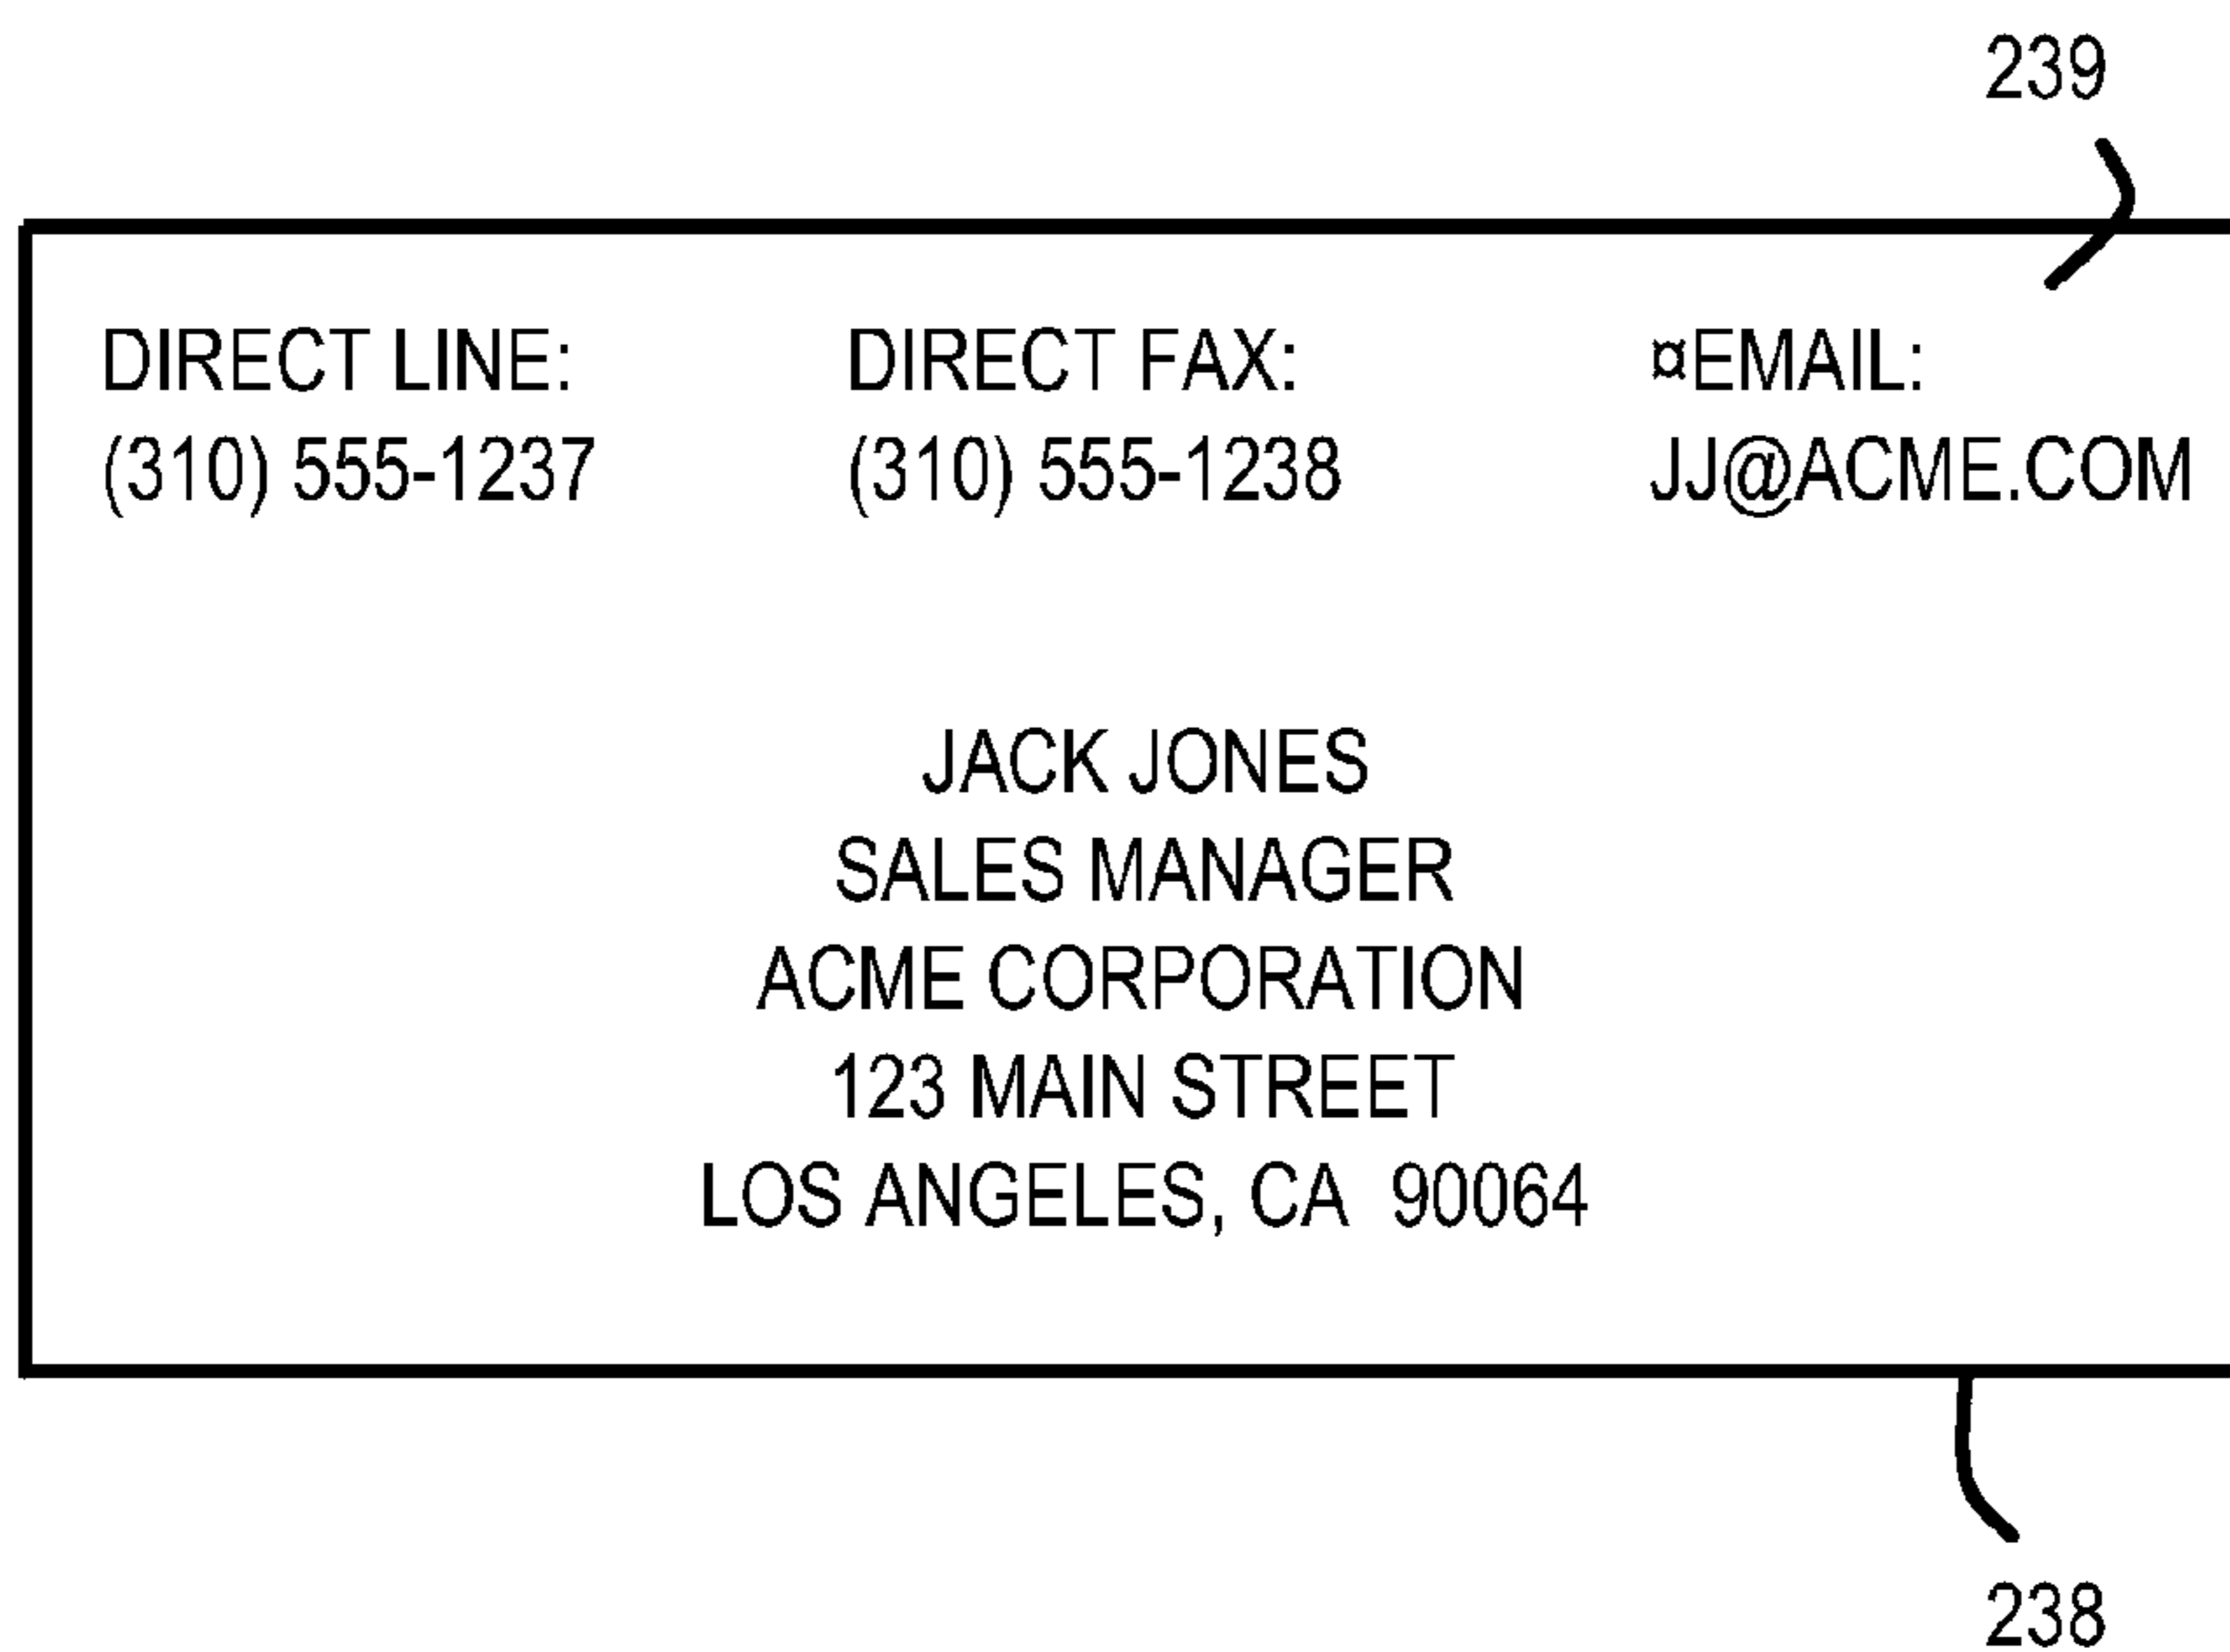 239
DIRECT LINE: DIRECT FAX: ¤EMAIL:
(310) 555-1237 (310) 555-1238 JJ@ACME.COM
JACK JONES
SALES MANAGER
ACME CORPORATION
123 MAIN STREET
LOS ANGELES, CA 90064
238